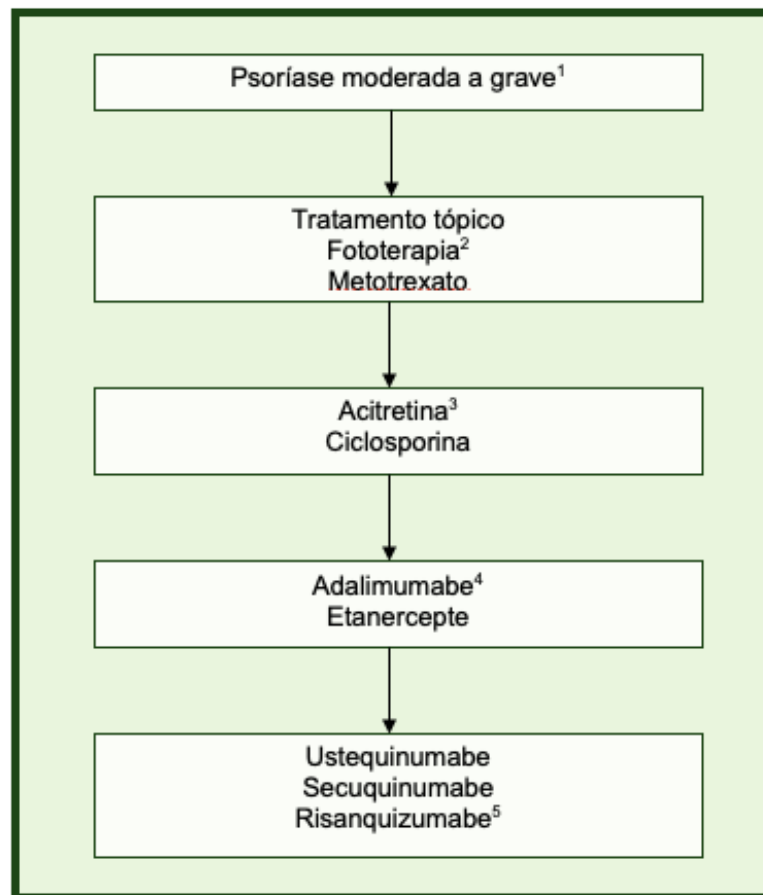 Psoríase moderada a grave¹
Tratamento tópico
Fototerapia²
Metotrexato
Acitretina³
Ciclosporina
Adalimumabe⁴
Etanercepte
Ustequinumabe
Secuquinumabe
Risanquizumabe⁵